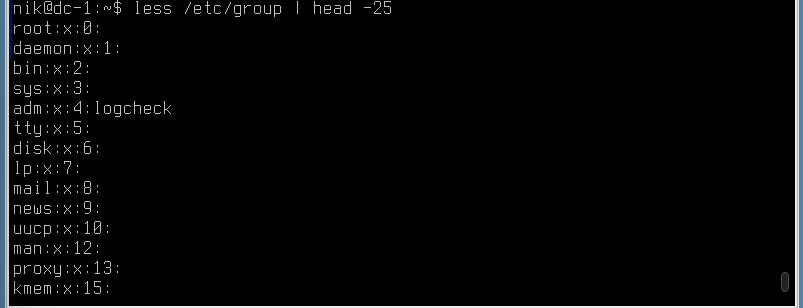 nik@dc-1:~$ less /etc/group | head -25
root:x:0:
daemon:x:1:
bin:x:2:
sys:x:3:
adm:x:4:logcheck
tty:x:5:
disk:x:6:
lp:x:7:
mail:x:8:
news:x:9:
uucp:x:10:
man:x:12:
proxy:x:13:
kmem:x:15: